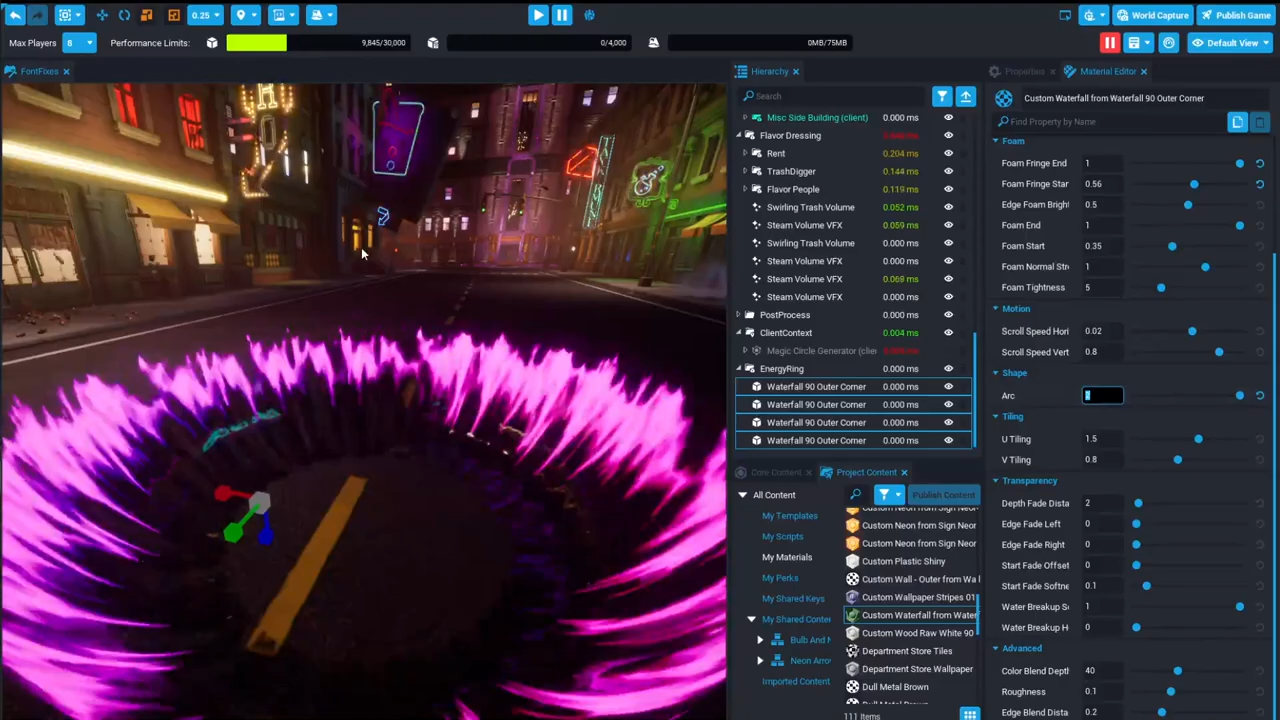 0.25
World Capture
Publish Game
Max Players
8
Performance Limits:
9,845/30,000
0/4,000
0MB/75MB
Default View
FontFixes
Hierarchy
Search
Misc Side Building (client)
0.000 ms
Flavor Dressing
Rent
0.204 ms
TrashDigger
0.144 ms
Flavor People
0.119 ms
Swirling Trash Volume
0.052 ms
Steam Volume VFX
0.059 ms
Swirling Trash Volume
0.000 ms
Steam Volume VFX
0.000 ms
Steam Volume VFX
0.069 ms
Steam Volume VFX
0.000 ms
PostProcess
0.000 ms
ClientContext
0.004 ms
Magic Circle Generator (clie
EnergyRing
0.000 ms
Waterfall 90 Outer Corner
0.000 ms
Waterfall 90 Outer Corner
0.000 ms
Waterfall 90 Outer Corner
0.000 ms
Waterfall 90 Outer Corner
0.000 ms
Core Content
Project Content
All Content
Publish Content
My Templates
My Scripts
My Materials
My Perks
My Shared Keys
My Shared Conte
Bulb And N
Neon Arro
Imported Content
Custom Neon from Sign Neor
Custom Neon from Sign Neor
Custom Neon from Sign Neor
Custom Plastic Shiny
Custom Wall - Outer from Wa l
Custom Wallpaper Stripes 01
Custom Waterfall from Water
Custom Wood Raw White 90
Department Store Tiles
Department Store Wallpaper
Dull Metal Brown
111 Items
Properties
Material Editor
Custom Waterfall from Waterfall 90 Outer Corner
Find Property by Name
Foam
Foam Fringe End
1
Foam Fringe Star
0.56
Edge Foam Bright
0.5
Foam End
1
Foam Start
0.35
Foam Normal Stre
1
Foam Tightness
5
Motion
Scroll Speed Hori
0.02
Scroll Speed Vert
0.8
Shape
Arc
Tiling
U Tiling
1.5
V Tiling
0.8
Transparency
Depth Fade Dista
2
Edge Fade Left
0
Edge Fade Right
0
Start Fade Offset
0
Start Fade Softne
0.1
Water Breakup So
1
Water Breakup H
0
Advanced
Color Blend Depth
40
Roughness
0.1
Edge Blend Dista
0.2